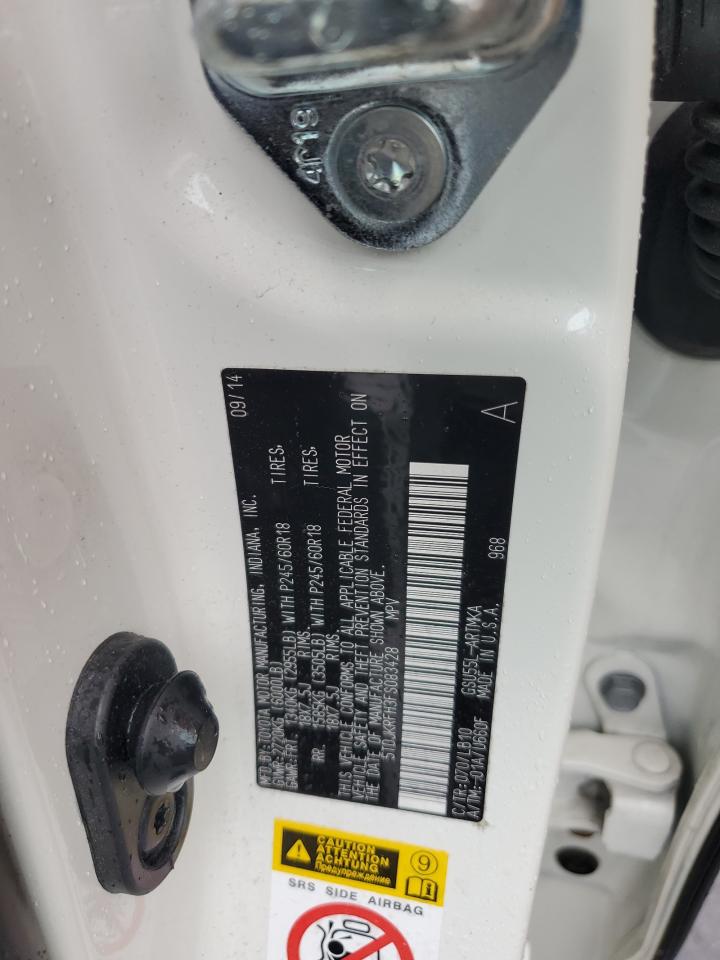 4r19
MFD.BY:TOYOTA MOTOR MANUFACTURING, INDIANA, INC. 09/14
GVWR:2720KG(6000LB)
GAWR:FRT.1340KG(2955LB) WITH P245/60R18 TIRES,
18X7.5J RIMS,
RR. 1585KG(3505LB) WITH P245/60R18 TIRES,
18X7.5J RIMS,
THIS VEHICLE CONFORMS TO ALL APPLICABLE FEDERAL MOTOR
VEHICLE SAFETY AND THEFT PREVENTION STANDARDS IN EFFECT ON
THE DATE OF MANUFACTURE SHOWN ABOVE.
5TDJKRFH3FS083428 MPV
C/TR:070/LB10 GSU55L-ARTMKA 968 A
A/TM:-01A/U660F MADE IN U.S.A.
CAUTION
ATTENTION
ACHTUNG
Предупреждение
9
SRS SIDE AIRBAG